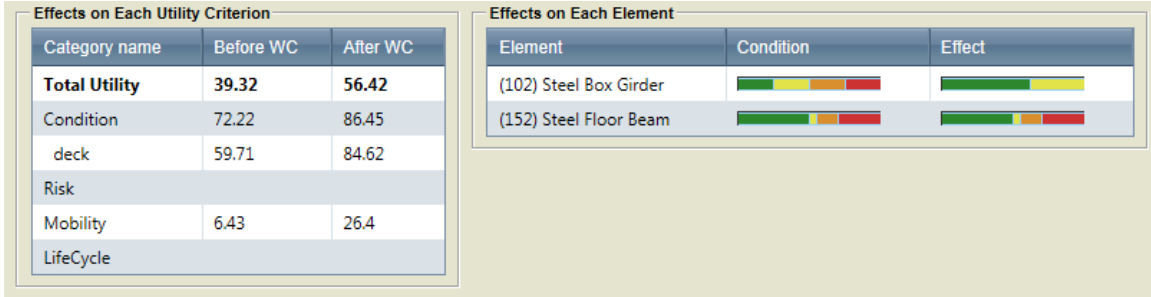 Effects on Each Utility Criterion
Category name Before WC After WC
Total Utility 39.32 56.42
Condition 72.22 86.45
deck 59.71 84.62
Risk
Mobility 6.43 26.4
LifeCycle
Effects on Each Element
Element Condition Effect
(102) Steel Box Girder
(152) Steel Floor Beam